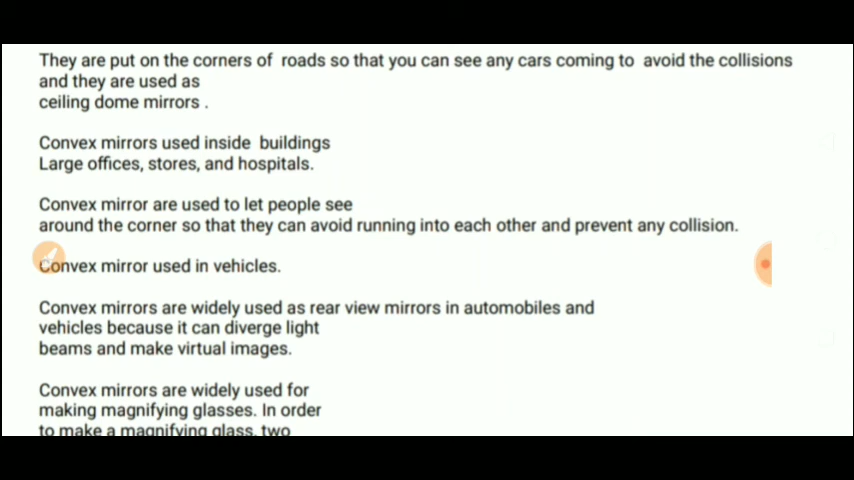 They are put on the corners of roads so that you can see any cars coming to avoid the collisions
and they are used as
ceiling dome mirrors .
Convex mirrors used inside buildings
Large offices, stores, and hospitals.
Convex mirror are used to let people see
around the corner so that they can avoid running into each other and prevent any collision.
Convex mirror used in vehicles.
Convex mirrors are widely used as rear view mirrors in automobiles and
vehicles because it can diverge light
beams and make virtual images.
Convex mirrors are widely used for
making magnifying glasses. In order
to make a magnifying glass, two